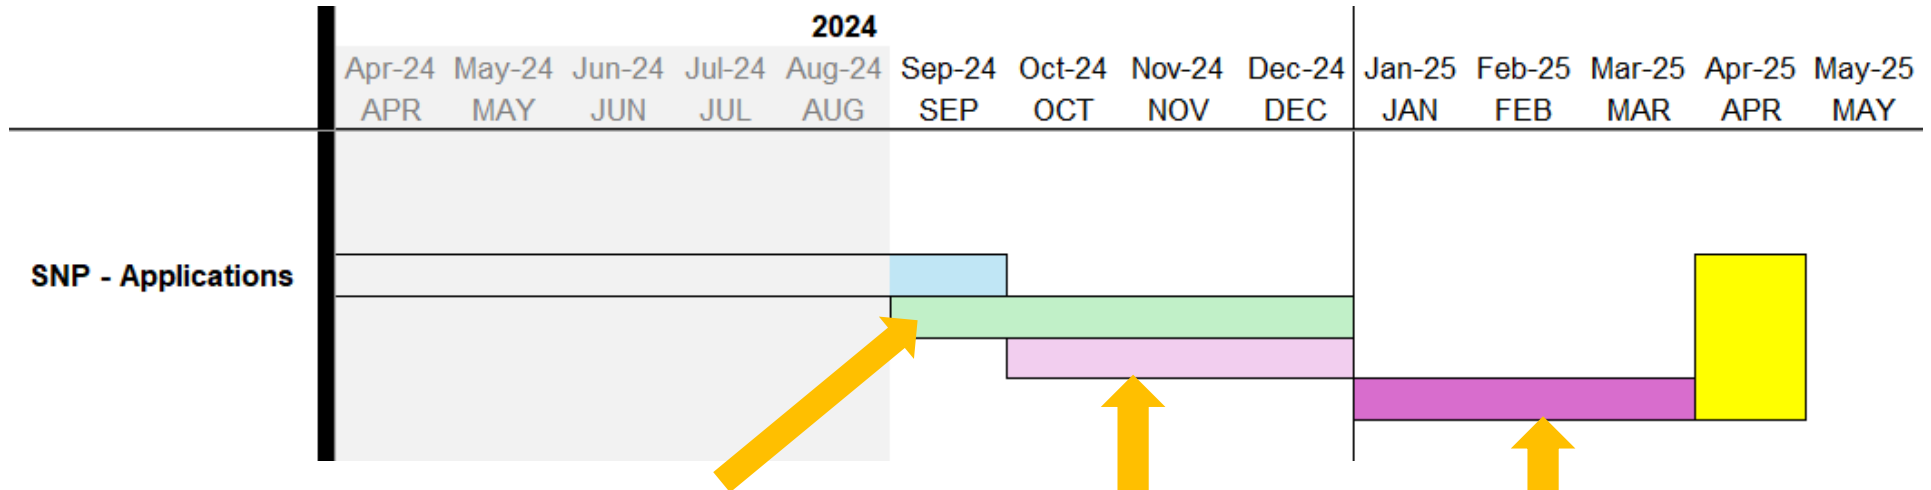 2024
Apr-24 May-24 Jun-24 Jul-24 Aug-24 Sep-24 Oct-24 Nov-24 Dec-24 Jan-25 Feb-25 Mar-25 Apr-25 May-25
APR MAY JUN JUL AUG SEP OCT NOV DEC JAN FEB MAR APR MAY
SNP - Applications